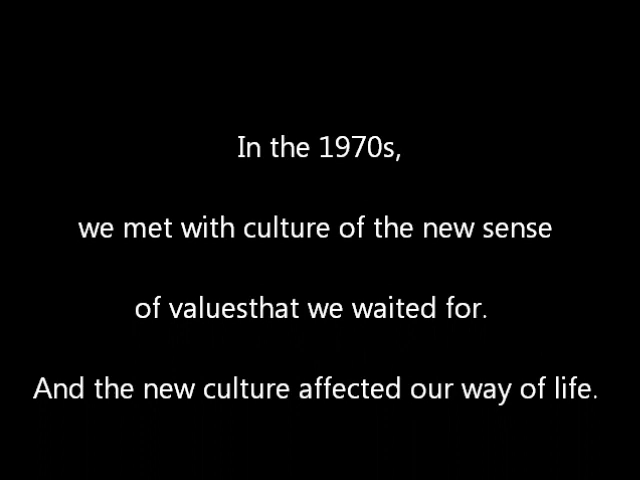 In the 1970s,
we met with culture of the new sense
of valuesthat we waited for.
And the new culture affected our way of life.